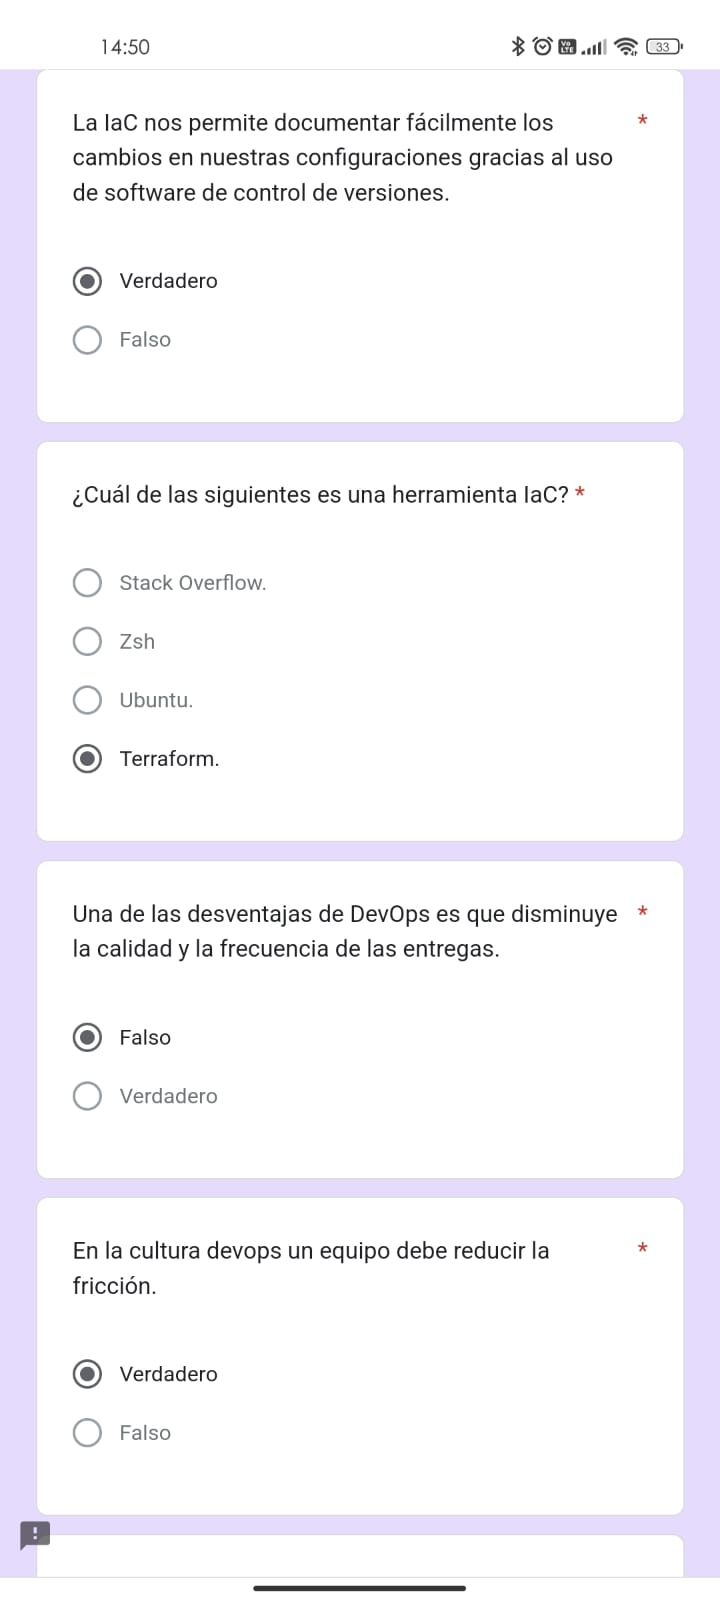 14:50
Vo
LTE
33
La IaC nos permite documentar fácilmente los *
cambios en nuestras configuraciones gracias al uso
de software de control de versiones.
Verdadero
Falso
¿Cuál de las siguientes es una herramienta IaC? *
Stack Overflow.
Zsh
Ubuntu.
Terraform.
Una de las desventajas de DevOps es que disminuye *
la calidad y la frecuencia de las entregas.
Falso
Verdadero
En la cultura devops un equipo debe reducir la *
fricción.
Verdadero
Falso